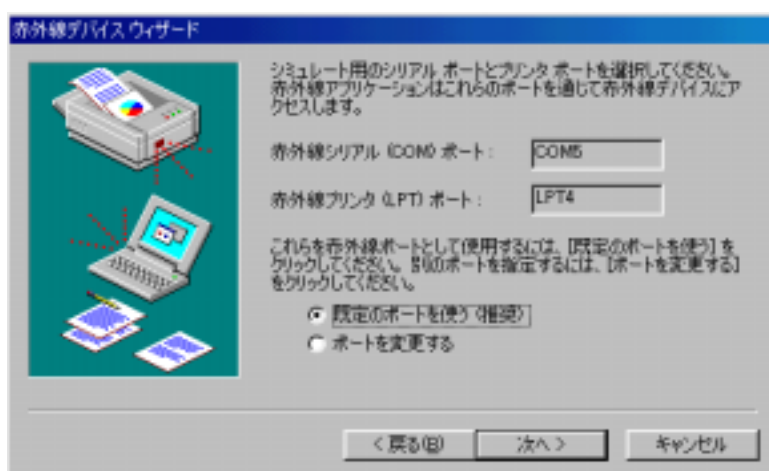 赤外線デバイス ウィザード
シミュレート用のシリアル ポートとプリンタ ポートを選択してください。
赤外線アプリケーションはこれらのポートを通じて赤外線デバイスにア
クセスします。
赤外線シリアル (COM) ポート : COM5
赤外線プリンタ (LPT) ポート : LPT4
これらを赤外線ポートとして使用するには、[既定のポートを使う] を
クリックしてください。別のポートを指定するには、[ポートを変更する]
をクリックしてください。
既定のポートを使う (推奨)
ポートを変更する
< 戻る(B) 次へ > キャンセル